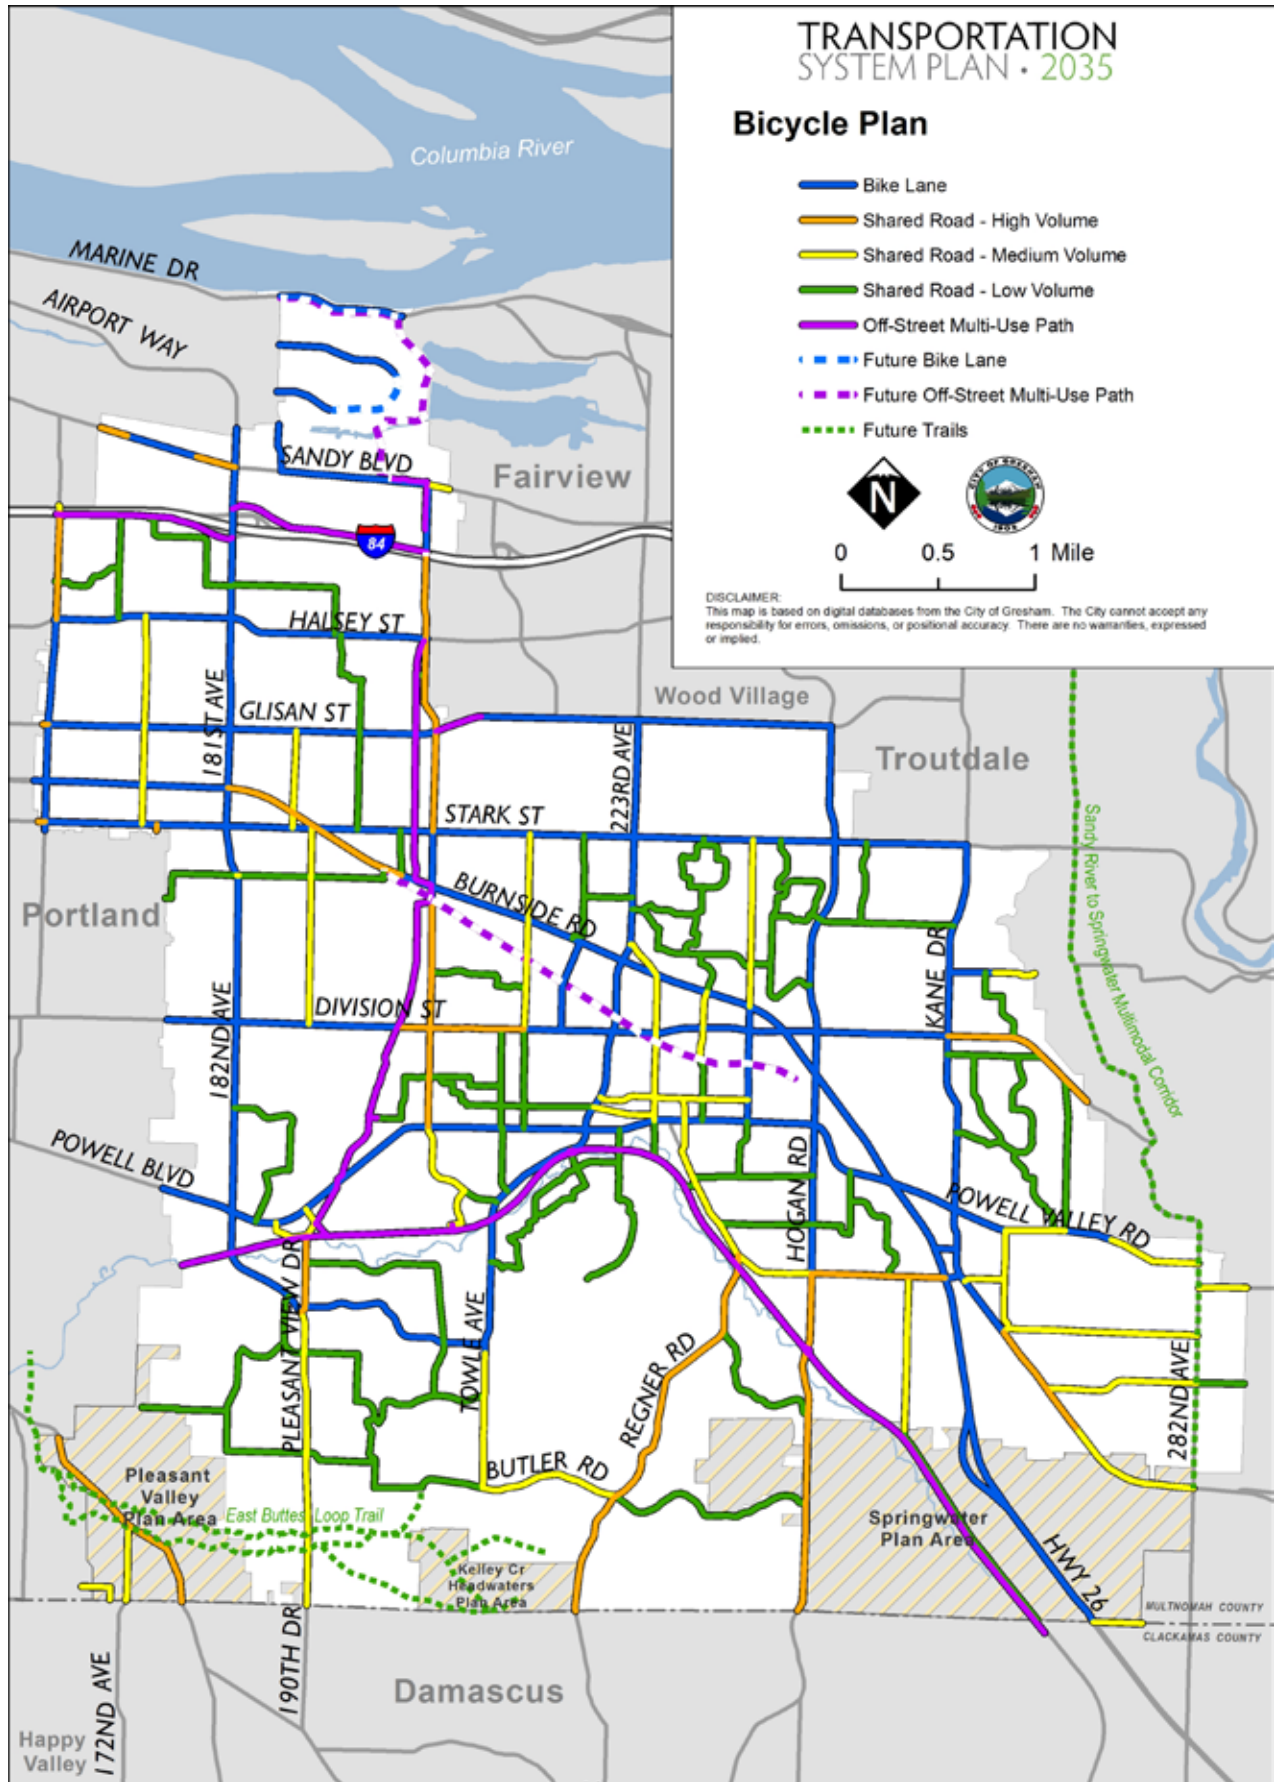 TRANSPORTATION
SYSTEM PLAN • 2035
Bicycle Plan
Bike Lane
Shared Road - High Volume
Shared Road - Medium Volume
Shared Road - Low Volume
Off-Street Multi-Use Path
Future Bike Lane
Future Off-Street Multi-Use Path
Future Trails
N
CITY OF GRESHAM
0 0.5 1 Mile
DISCLAIMER:
This map is based on digital databases from the City of Gresham. The City cannot accept any
responsibility for errors, omissions, or positional accuracy. There are no warranties, expressed
or implied.
Columbia River
MARINE DR
AIRPORT WAY
SANDY BLVD
Fairview
84
HALSEY ST
Wood Village
181ST AVE
GLISAN ST
223RD AVE
Troutdale
STARK ST
Sandy River to Springwater Multimodal Corridor
BURNSIDE RD
Portland
KANE DR
182ND AVE
DIVISION ST
POWELL BLVD
HOGAN RD
POWELL VALLEY RD
PLEASANT VIEW DR
TOWLE AVE
REGNER RD
282ND AVE
BUTLER RD
Pleasant
Valley
Plan Area
East Buttes Loop Trail
Springwater
Plan Area
Kelley Cr
Headwaters
Plan Area
HWY 26
MULTNOMAH COUNTY
CLACKAMAS COUNTY
190TH DR
172ND AVE
Damascus
Happy
Valley